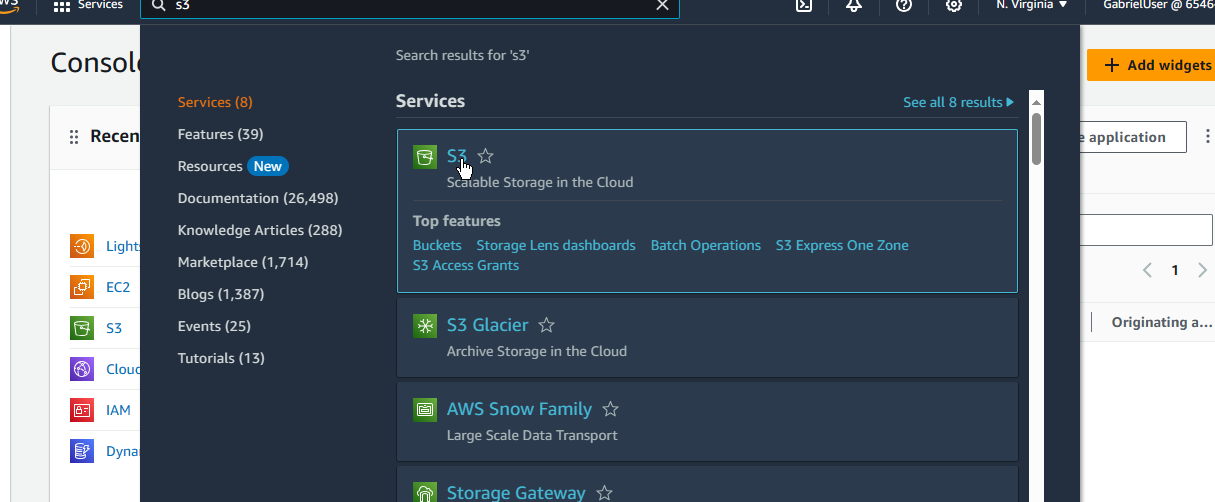 Services
s3
N. Virginia
GabrielUser @ 6546
Search results for 's3'
Add widgets
Services (8)
Features (39)
Resources New
Documentation (26,498)
Knowledge Articles (288)
Marketplace (1,714)
Blogs (1,387)
Events (25)
Tutorials (13)
Services
See all 8 results
S3
Scalable Storage in the Cloud
Top features
Buckets Storage Lens dashboards Batch Operations S3 Express One Zone
S3 Access Grants
S3 Glacier
Archive Storage in the Cloud
AWS Snow Family
Large Scale Data Transport
Storage Gateway
Consol
Recen
Lights
EC2
S3
Cloud
IAM
Dyna
e application
1
Originating a...